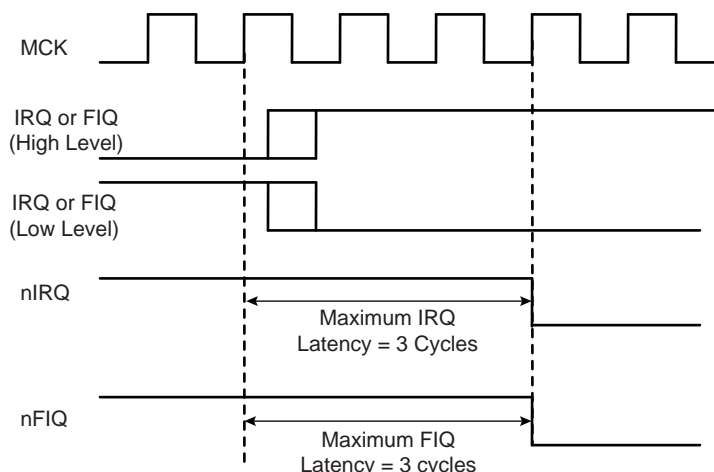 MCK
IRQ or FIQ
(High Level)
IRQ or FIQ
(Low Level)
nIRQ
Maximum IRQ
Latency = 3 Cycles
nFIQ
Maximum FIQ
Latency = 3 cycles